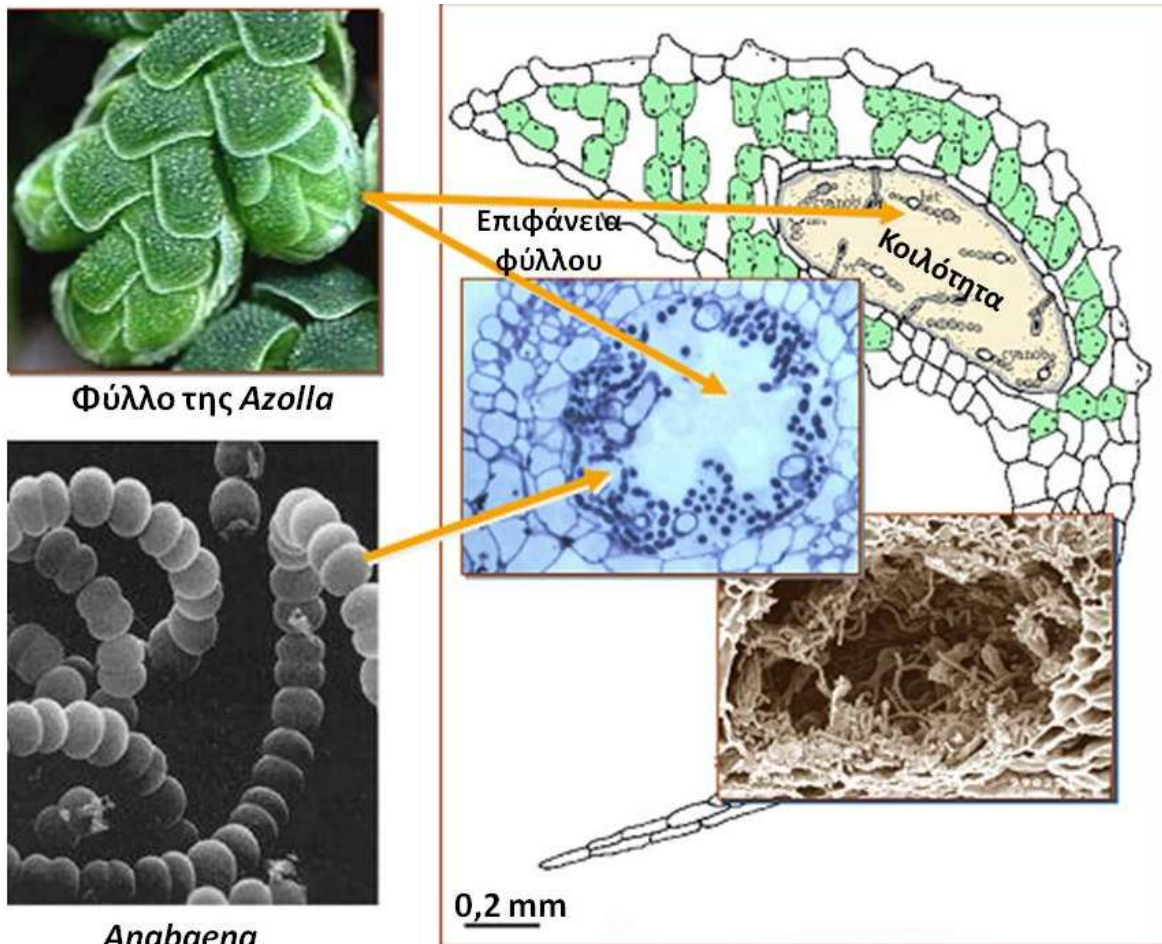 Επιφάνεια
φύλλου
Κοιλότητα
Φύλλο της Azolla
Anabaena
0,2 mm